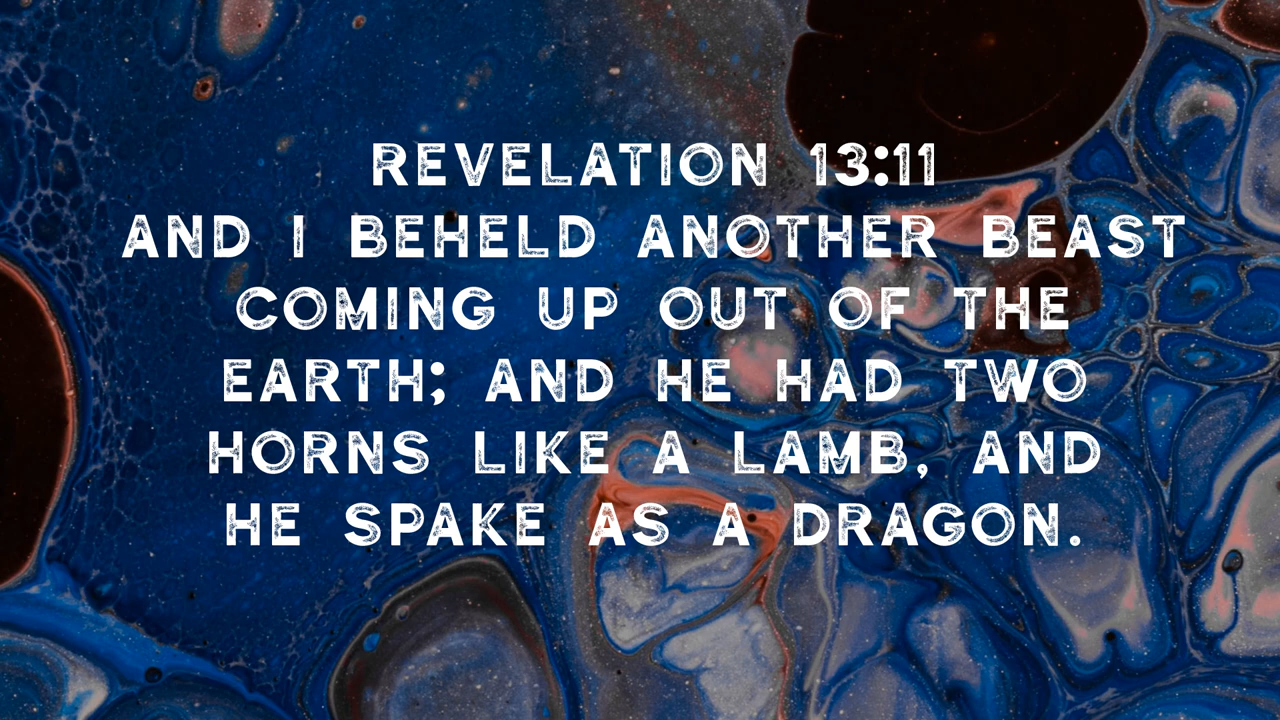 REVELATION 13:11
AND I BEHELD ANOTHER BEAST
COMING UP OUT OF THE
EARTH; AND HE HAD TWO
HORNS LIKE A LAMB, AND
HE SPAKE AS A DRAGON.